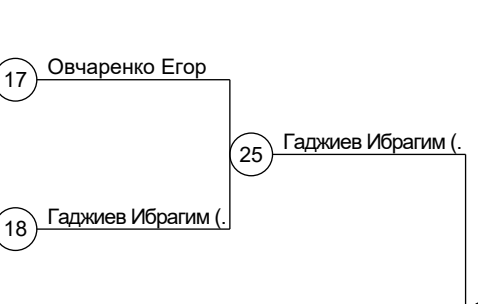 Овчаренко Егор
17
Гаджиев Ибрагим (.
25
Гаджиев Ибрагим (.
18